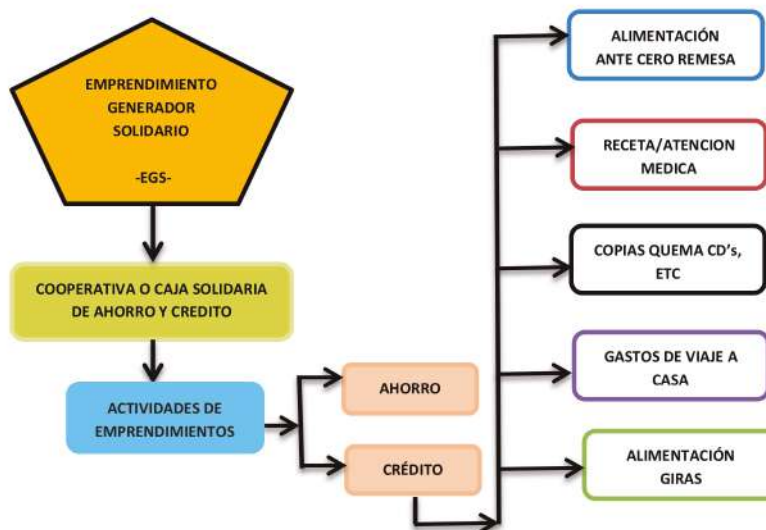 EMPRENDIMIENTO
GENERADOR
SOLIDARIO
-EGS-
COOPERATIVA O CAJA SOLIDARIA
DE AHORRO Y CREDITO
ACTIVIDADES DE
EMPRENDIMIENTOS
AHORRO
CRÉDITO
ALIMENTACIÓN
ANTE CERO REMESA
RECETA/ATENCION
MEDICA
COPIAS QUEMA CD's,
ETC
GASTOS DE VIAJE A
CASA
ALIMENTACIÓN
GIRAS